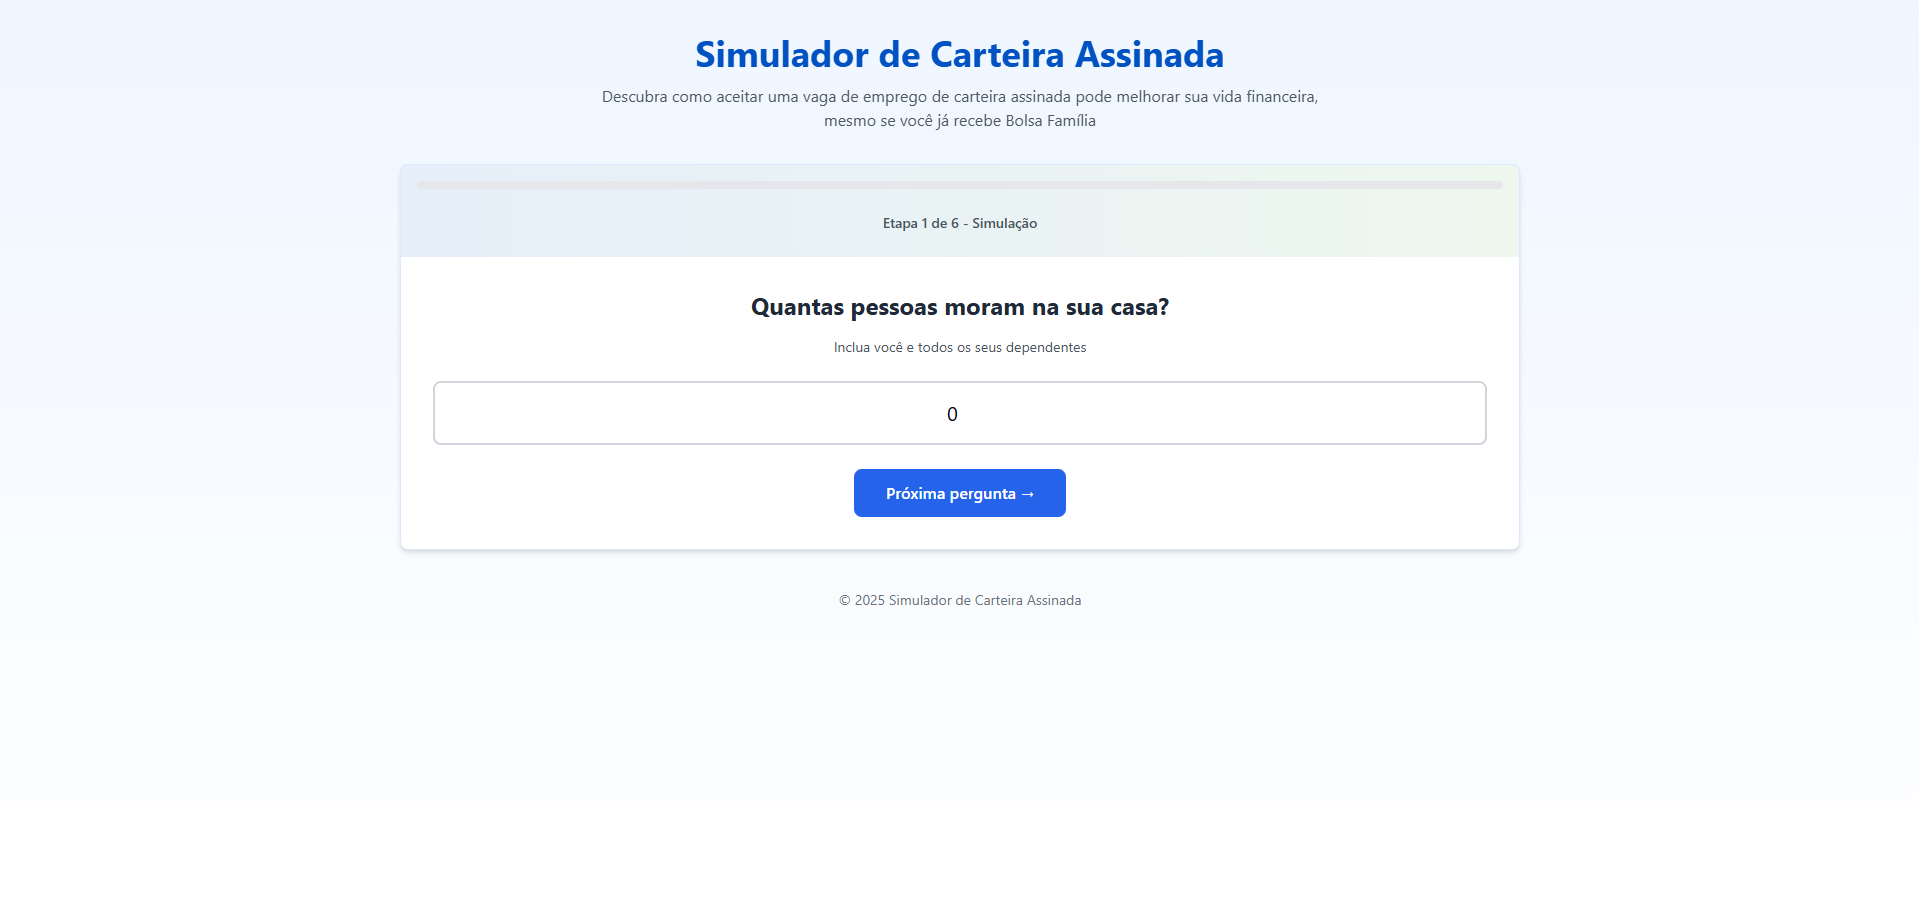 Simulador de Carteira Assinada
Descubra como aceitar uma vaga de emprego de carteira assinada pode melhorar sua vida financeira,
mesmo se você já recebe Bolsa Família
Etapa 1 de 6 - Simulação
Quantas pessoas moram na sua casa?
Inclua você e todos os seus dependentes
0
Próxima pergunta →
© 2025 Simulador de Carteira Assinada